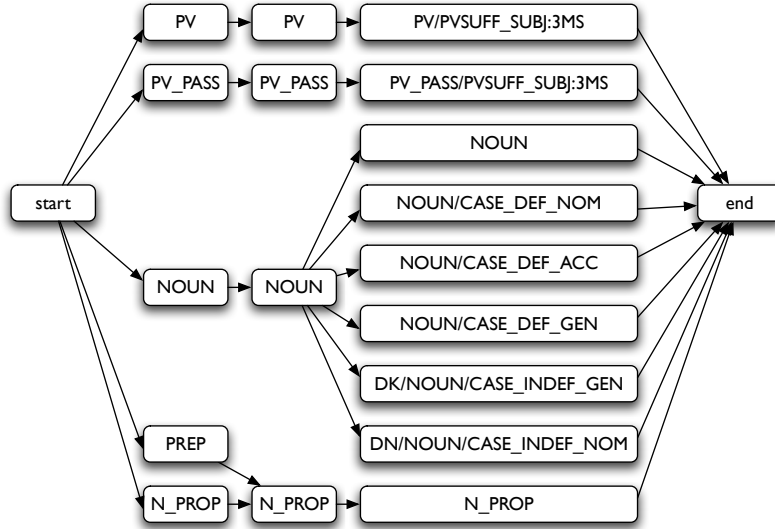 PV PV PV/PVSUFF_SUBJ:3MS
PV_PASS PV_PASS PV_PASS/PVSUFF_SUBJ:3MS
NOUN
start NOUN/CASE_DEF_NOM end
NOUN/CASE_DEF_ACC
NOUN NOUN
NOUN/CASE_DEF_GEN
DK/NOUN/CASE_INDEF_GEN
PREP DN/NOUN/CASE_INDEF_NOM
N_PROP N_PROP N_PROP